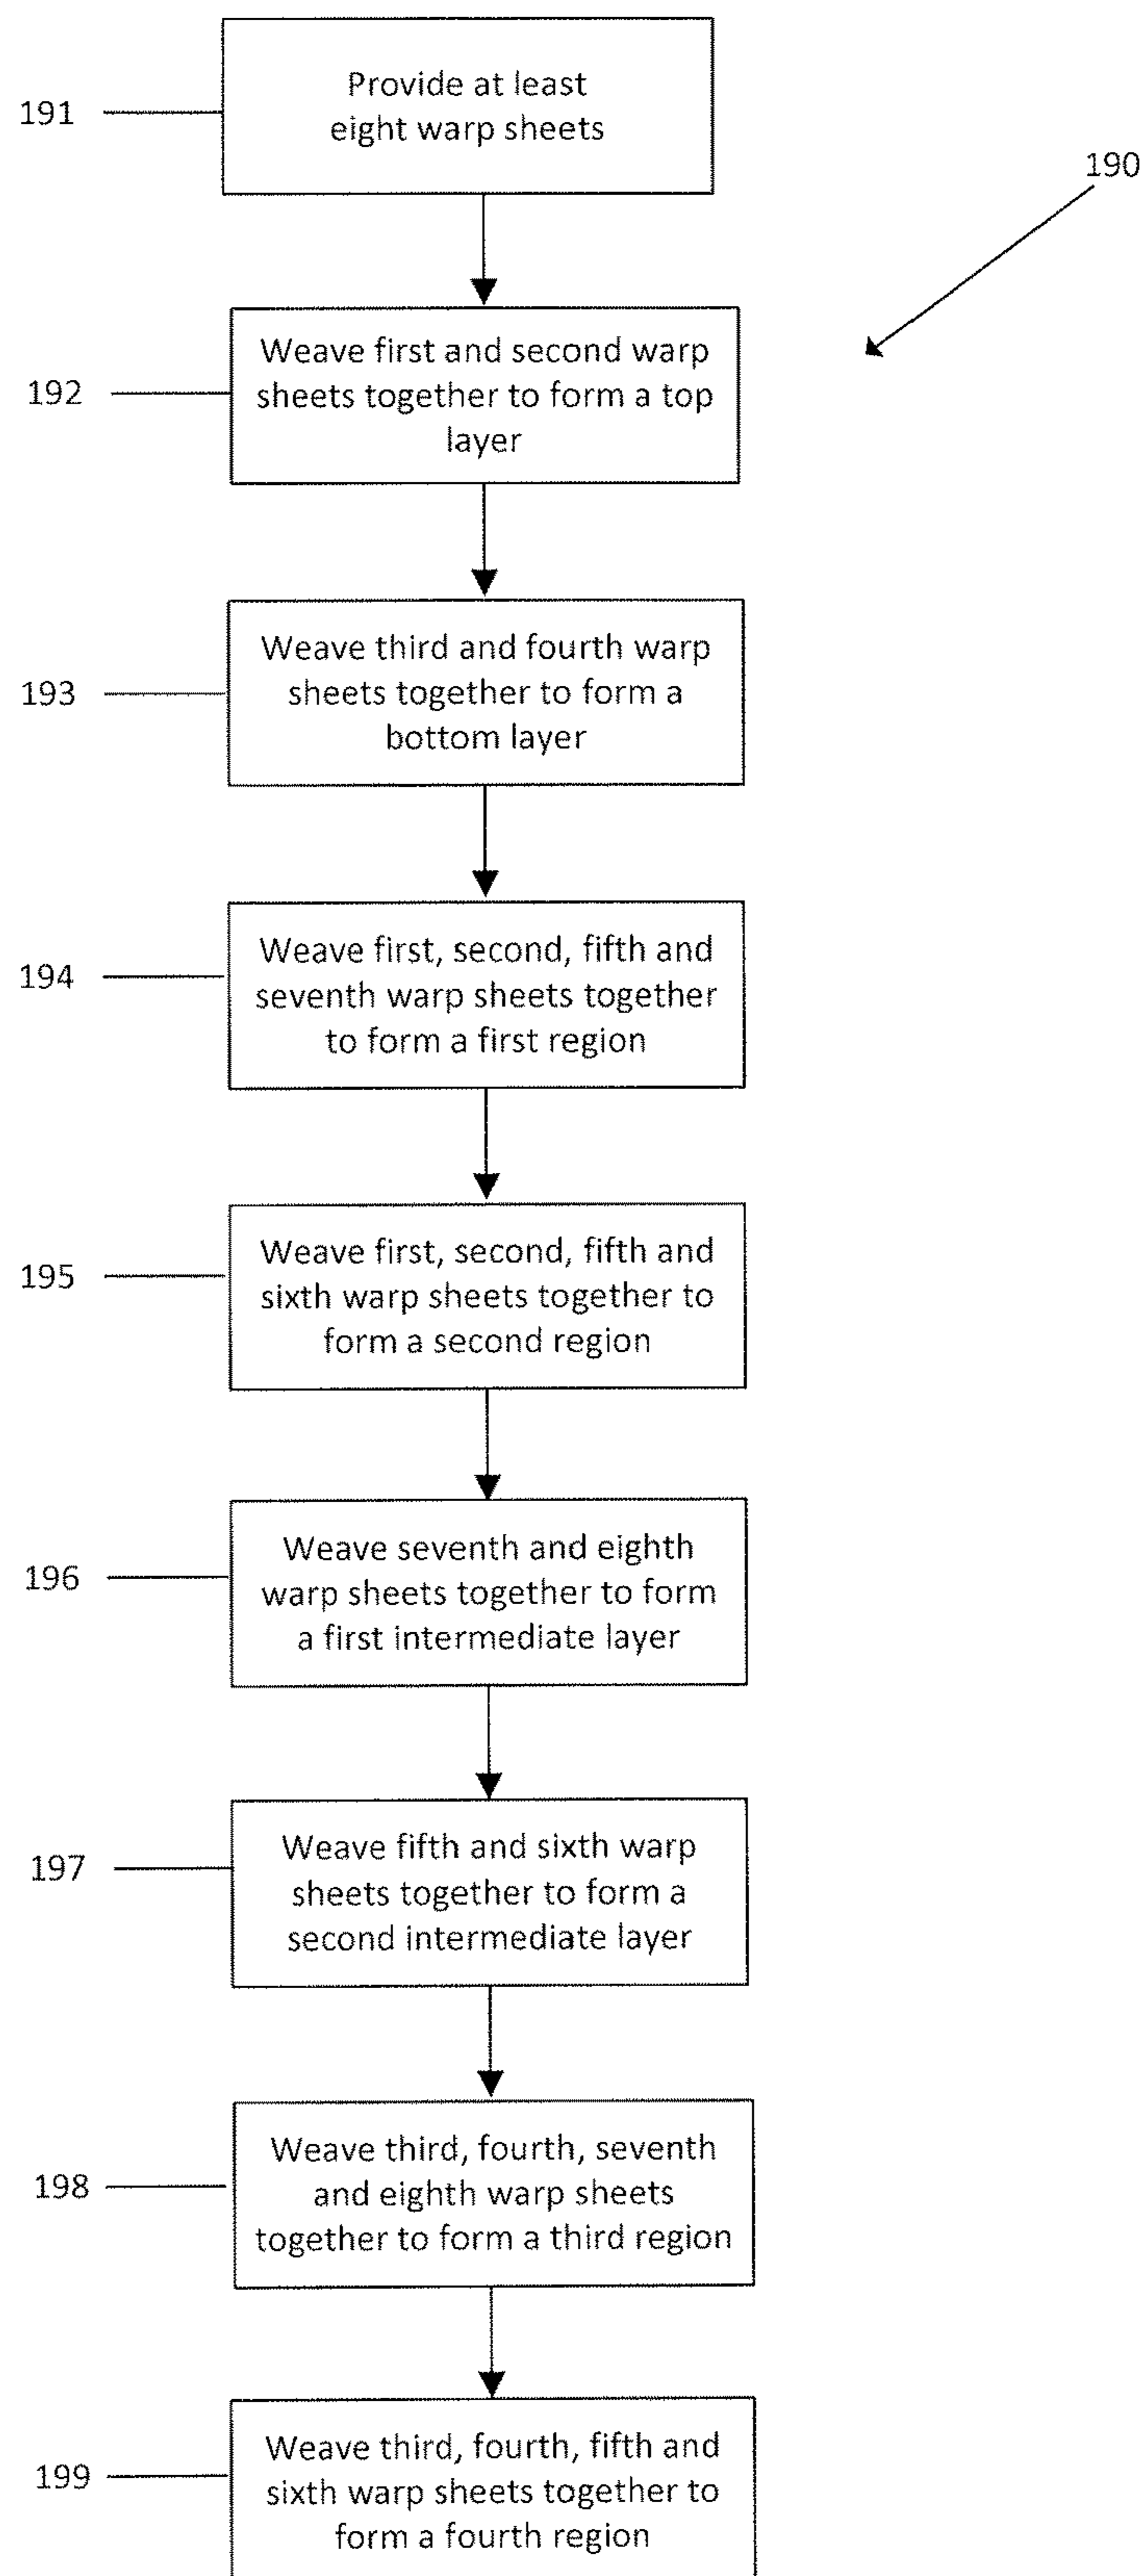 191
Provide at least
eight warp sheets
190
192
Weave first and second warp
sheets together to form a top
layer
193
Weave third and fourth warp
sheets together to form a
bottom layer
194
Weave first, second, fifth and
seventh warp sheets together
to form a first region
195
Weave first, second, fifth and
sixth warp sheets together to
form a second region
196
Weave seventh and eighth
warp sheets together to form
a first intermediate layer
197
Weave fifth and sixth warp
sheets together to form a
second intermediate layer
198
Weave third, fourth, seventh
and eighth warp sheets
together to form a third region
199
Weave third, fourth, fifth and
sixth warp sheets together to
form a fourth region